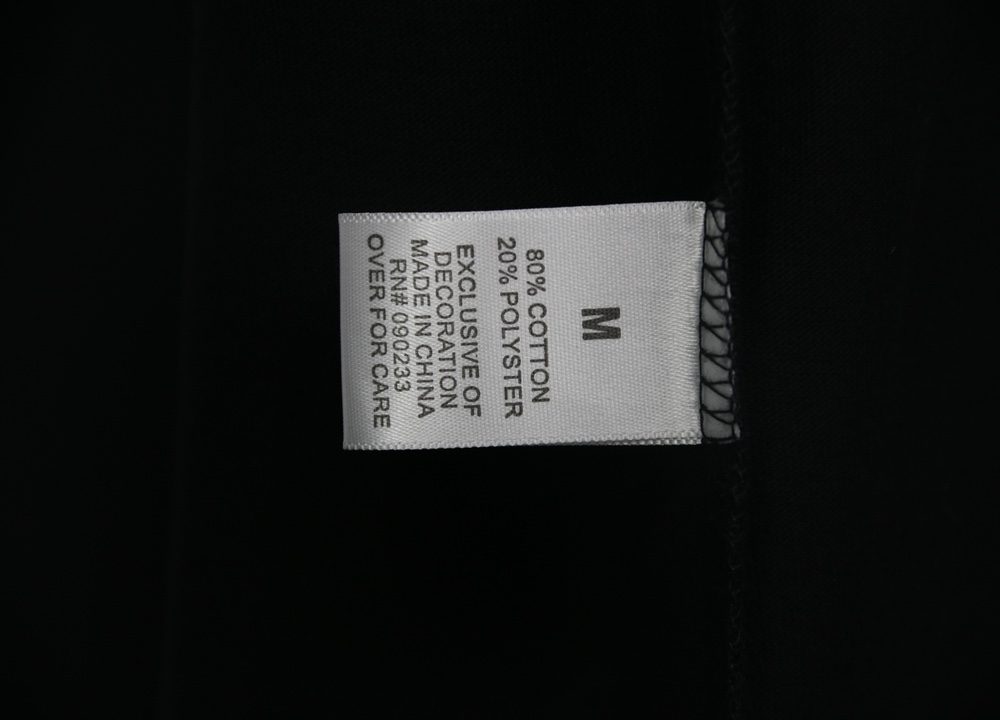 M
80% COTTON
20% POLYSTER
EXCLUSIVE OF
DECORATION
MADE IN CHINA
RN# 090233
OVER FOR CARE